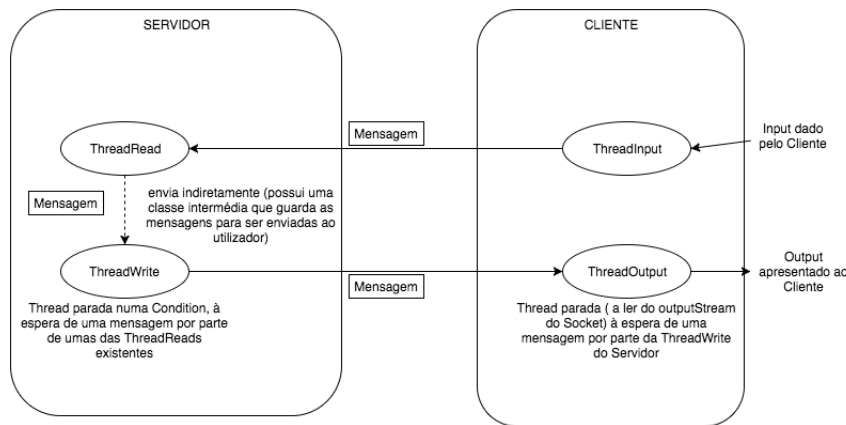 SERVIDOR
CLIENTE
Mensagem
ThreadRead
ThreadInput
Input dado
pelo Cliente
Mensagem
envia indiretamente (possui uma
classe intermédia que guarda as
mensagens para ser enviadas ao
utilizador)
ThreadWrite
Mensagem
ThreadOutput
Output
apresentado ao
Cliente
Thread parada numa Condition, à
espera de uma mensagem por parte
de umas das ThreadReads
existentes
Thread parada ( a ler do outputStream
do Socket) à espera de uma
mensagem por parte da ThreadWrite
do Servidor